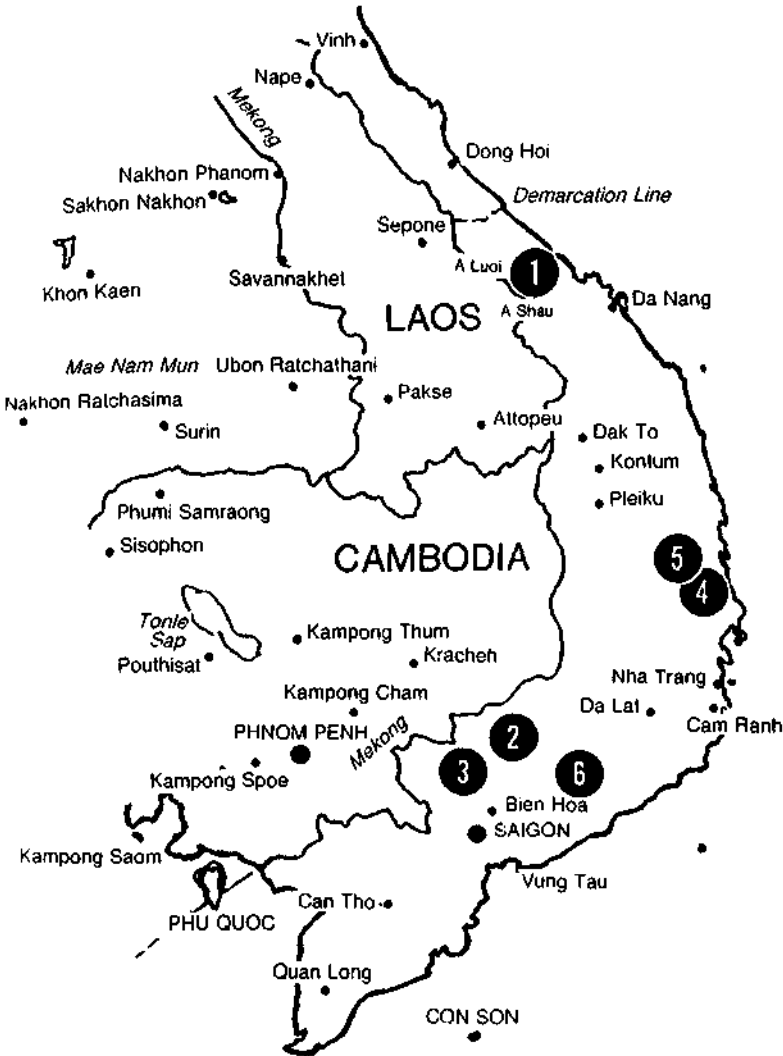 Vinh
Nape
Mekong
Dong Hoi
Nakhon Phanom
Sakhon Nakhon
Demarcation Line
Sepone
A Luoi
1
Khon Kaen
Savannakhet
A Shau
Da Nang
LAOS
Mae Nam Mun
Ubon Ratchathani
Nakhon Ratchasima
Pakse
Surin
Attopeu
Dak To
Kontum
Phumi Samraong
Pleiku
Sisophon
CAMBODIA
5
4
Tonle
Sap
Kampong Thum
Pouthisat
Kracheh
Nha Trang
Kampong Cham
Da Lat
Cam Ranh
PHNOM PENH
Mekong
2
3
6
Kampong Spoe
Bien Hoa
SAIGON
Kampong Saom
Vung Tau
PHU QUOC
Can Tho
Quan Long
CON SON